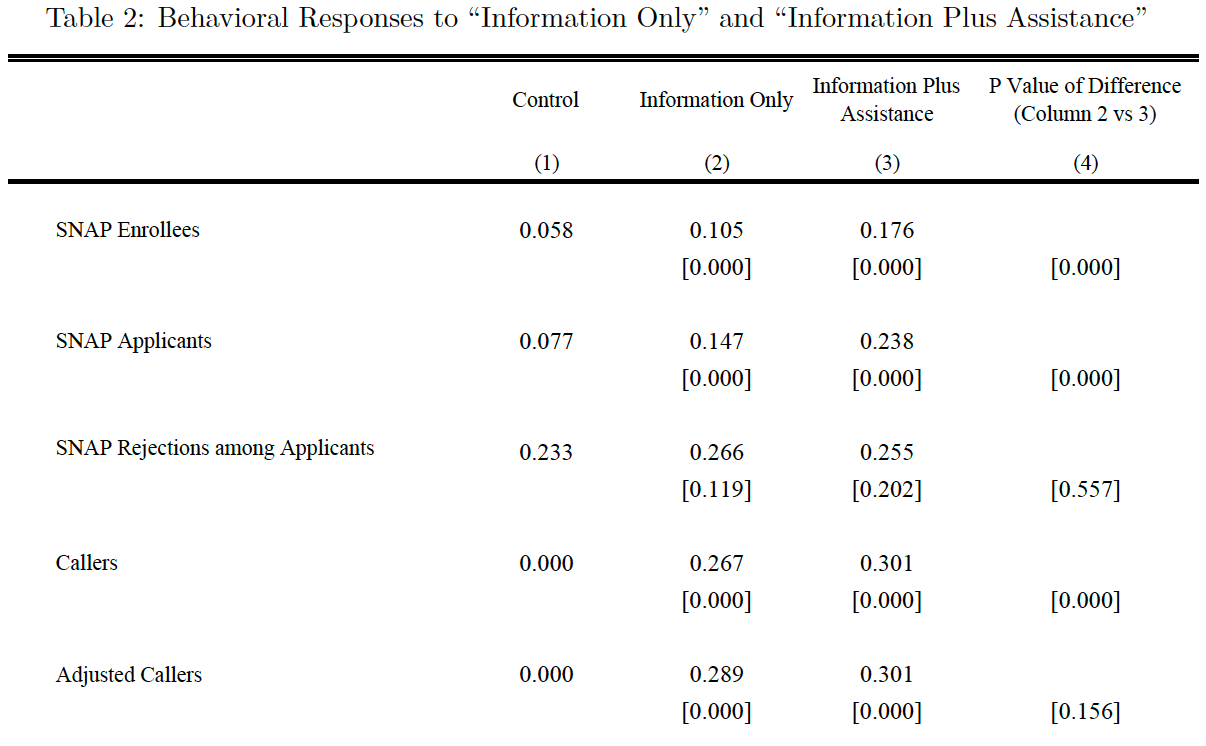 Table 2: Behavioral Responses to “Information Only” and “Information Plus Assistance”
Control Information Only Information Plus Assistance P Value of Difference (Column 2 vs 3)
(1) (2) (3) (4)
SNAP Enrollees 0.058 0.105 0.176
[0.000] [0.000] [0.000]
SNAP Applicants 0.077 0.147 0.238
[0.000] [0.000] [0.000]
SNAP Rejections among Applicants 0.233 0.266 0.255
[0.119] [0.202] [0.557]
Callers 0.000 0.267 0.301
[0.000] [0.000] [0.000]
Adjusted Callers 0.000 0.289 0.301
[0.000] [0.000] [0.156]